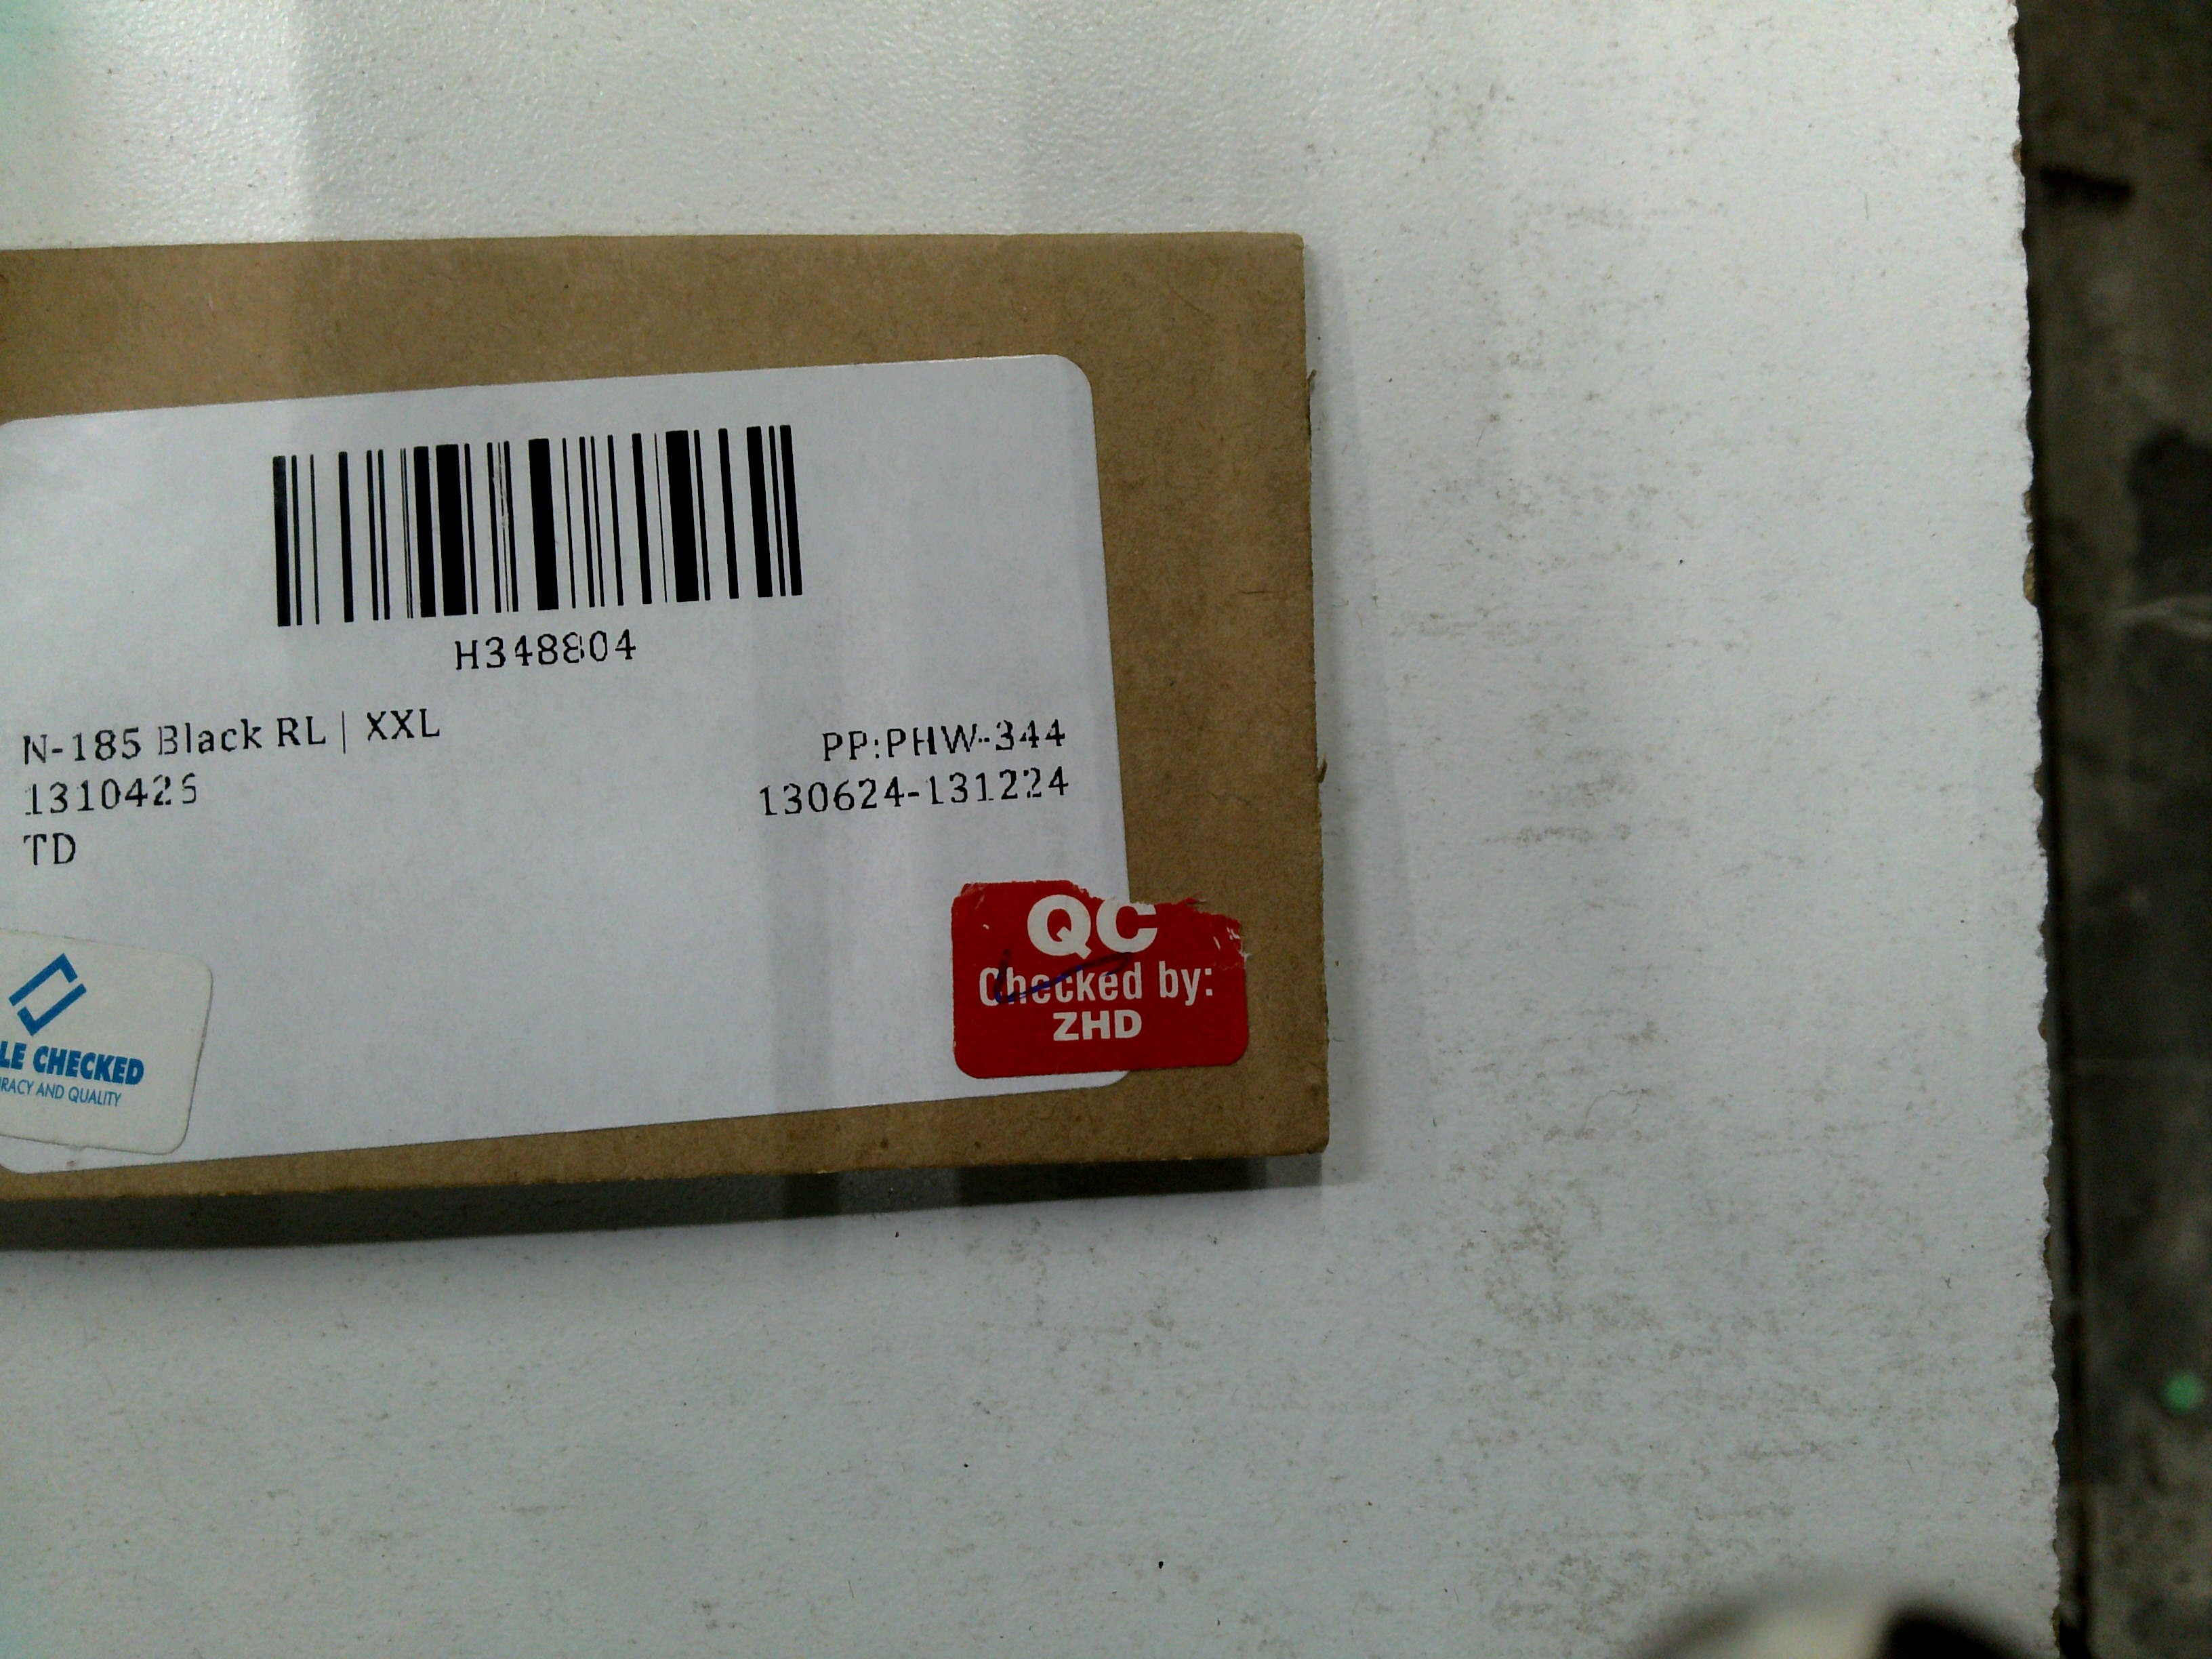 H348804
N-185 Black RL | XXL
PP:PHW-344
130624-131224
TD
QC
Checked by:
ZHD
LE CHECKED
RACY AND QUALITY